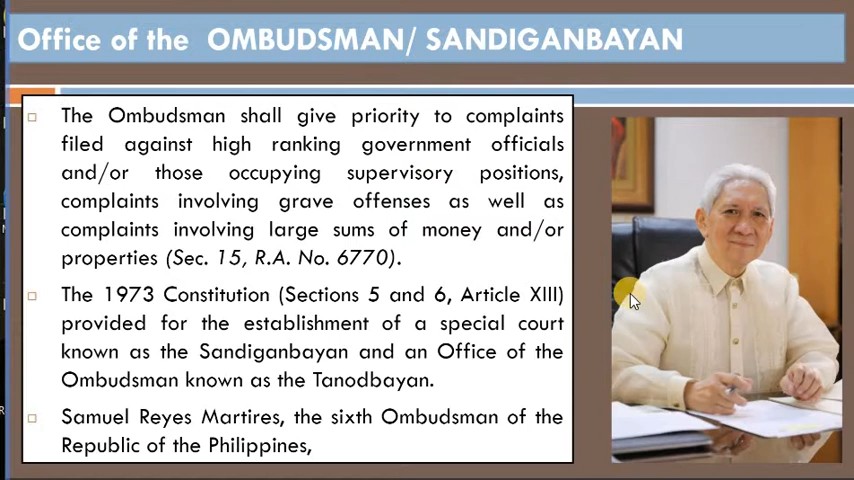 Office of the OMBUDSMAN/ SANDIGANBAYAN
The Ombudsman shall give priority to complaints
filed against high ranking government officials
and/or those occupying supervisory positions,
complaints involving grave offenses as well as
complaints involving large sums of money and/or
properties (Sec. 15, R.A. No. 6770).
The 1973 Constitution (Sections 5 and 6, Article XIII)
provided for the establishment of a special court
known as the Sandiganbayan and an Office of the
Ombudsman known as the Tanodbayan.
Samuel Reyes Martires, the sixth Ombudsman of the
Republic of the Philippines,